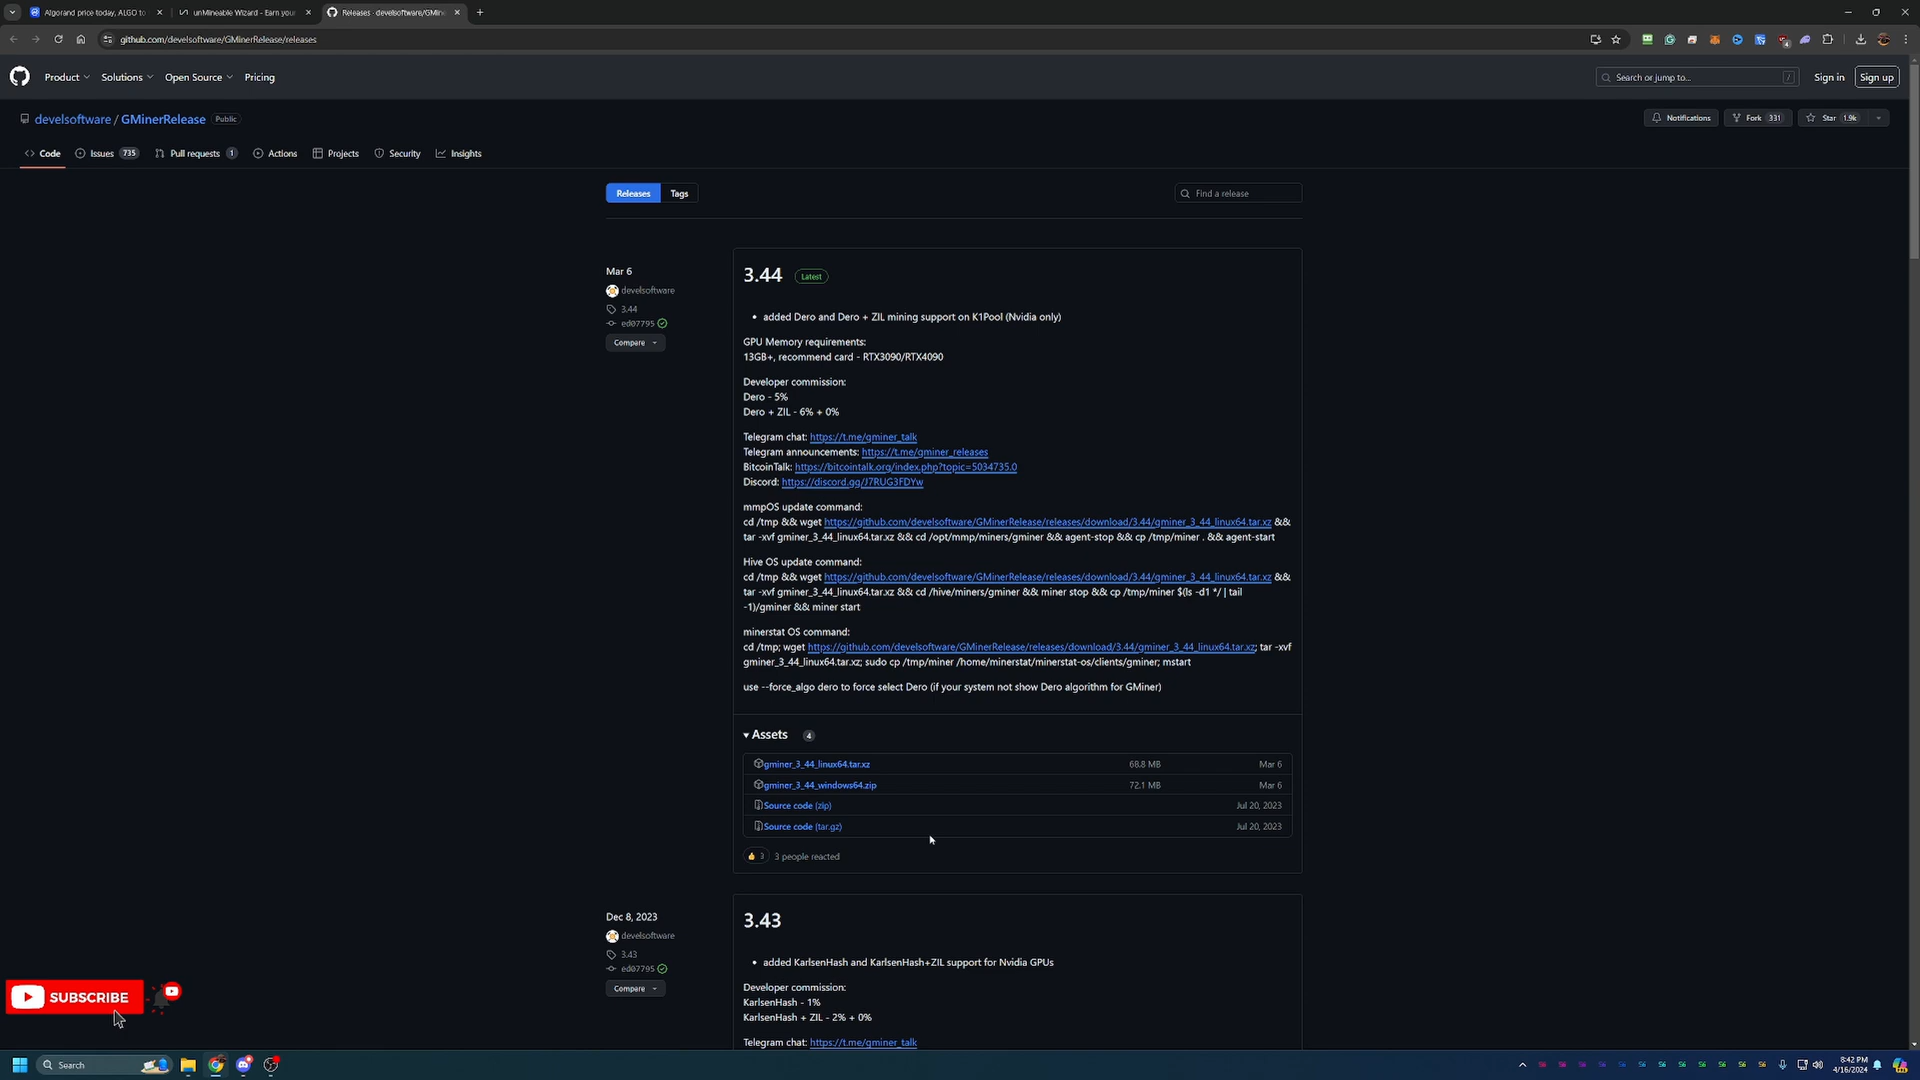 Algorand price today, ALGO to
unMineable Wizard - Earn your
Releases · develsoftware/GMine
github.com/develsoftware/GMinerRelease/releases
Product
Solutions
Open Source
Pricing
Search or jump to...
/
Sign in
Sign up
develsoftware / GMinerRelease
Public
Notifications
Fork 331
Star 1.9k
Code
Issues 735
Pull requests 1
Actions
Projects
Security
Insights
Releases
Tags
Find a release
Mar 6
develsoftware
3.44
ed07795
Compare
3.44
Latest
added Dero and Dero + ZIL mining support on K1Pool (Nvidia only)
GPU Memory requirements:
13GB+, recommend card - RTX3090/RTX4090
Developer commission:
Dero - 5%
Dero + ZIL - 6% + 0%
Telegram chat: https://t.me/gminer_talk
Telegram announcements: https://t.me/gminer_releases
BitcoinTalk: https://bitcointalk.org/index.php?topic=5034735.0
Discord: https://discord.gg/J7RUG3FDYw
mmpOS update command:
cd /tmp && wget https://github.com/develsoftware/GMinerRelease/releases/download/3.44/gminer_3_44_linux64.tar.xz &&
tar -xvf gminer_3_44_linux64.tar.xz && cd /opt/mmp/miners/gminer && agent-stop && cp /tmp/miner . && agent-start
Hive OS update command:
cd /tmp && wget https://github.com/develsoftware/GMinerRelease/releases/download/3.44/gminer_3_44_linux64.tar.xz &&
tar -xvf gminer_3_44_linux64.tar.xz && cd /hive/miners/gminer && miner stop && cp /tmp/miner $(ls -d1 */ | tail
-1)/gminer && miner start
minerstat OS command:
cd /tmp; wget https://github.com/develsoftware/GMinerRelease/releases/download/3.44/gminer_3_44_linux64.tar.xz; tar -xvf
gminer_3_44_linux64.tar.xz; sudo cp /tmp/miner /home/minerstat/minerstat-os/clients/gminer; mstart
use --force_algo dero to force select Dero (if your system not show Dero algorithm for GMiner)
Assets 4
gminer_3_44_linux64.tar.xz
68.8 MB
Mar 6
gminer_3_44_windows64.zip
72.1 MB
Mar 6
Source code (zip)
Jul 20, 2023
Source code (tar.gz)
Jul 20, 2023
3
3 people reacted
Dec 8, 2023
develsoftware
3.43
ed07795
Compare
3.43
added KarlsenHash and KarlsenHash+ZIL support for Nvidia GPUs
Developer commission:
KarlsenHash - 1%
KarlsenHash + ZIL - 2% + 0%
Telegram chat: https://t.me/gminer_talk
SUBSCRIBE
Search
8:42 PM
4/16/2024